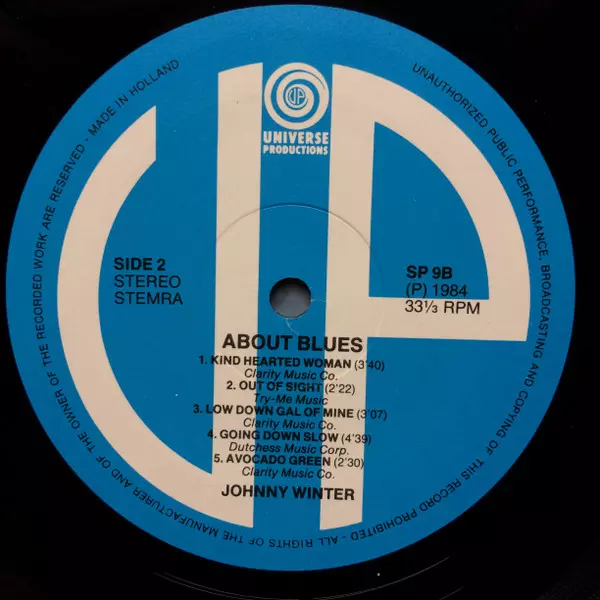 UP
UNIVERSE
PRODUCTIONS
SIDE 2
STEREO
STEMRA
SP 9B
(P) 1984
33 1/3 RPM
ABOUT BLUES
1. KIND HEARTED WOMAN (3'40)
Clarity Music Co.
2. OUT OF SIGHT (2'22)
Try-Me Music
3. LOW DOWN GAL OF MINE (3'07)
Clarity Music Co.
4. GOING DOWN SLOW (4'39)
Dutchess Music Corp.
5. AVOCADO GREEN (2'30)
Clarity Music Co.
JOHNNY WINTER
UNAUTHORIZED PUBLIC PERFORMANCE, BROADCASTING AND COPYING OF THIS RECORD PROHIBITED - ALL RIGHTS OF THE MANUFACTURER AND OF THE OWNER OF THE RECORDED WORK ARE RESERVED - MADE IN HOLLAND